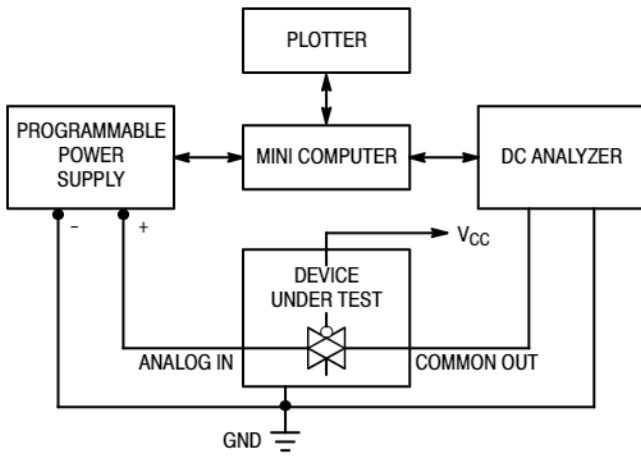 PLOTTER
PROGRAMMABLE
POWER
SUPPLY
MINI COMPUTER
DC ANALYZER
– +
VCC
DEVICE
UNDER TEST
ANALOG IN
COMMON OUT
GND